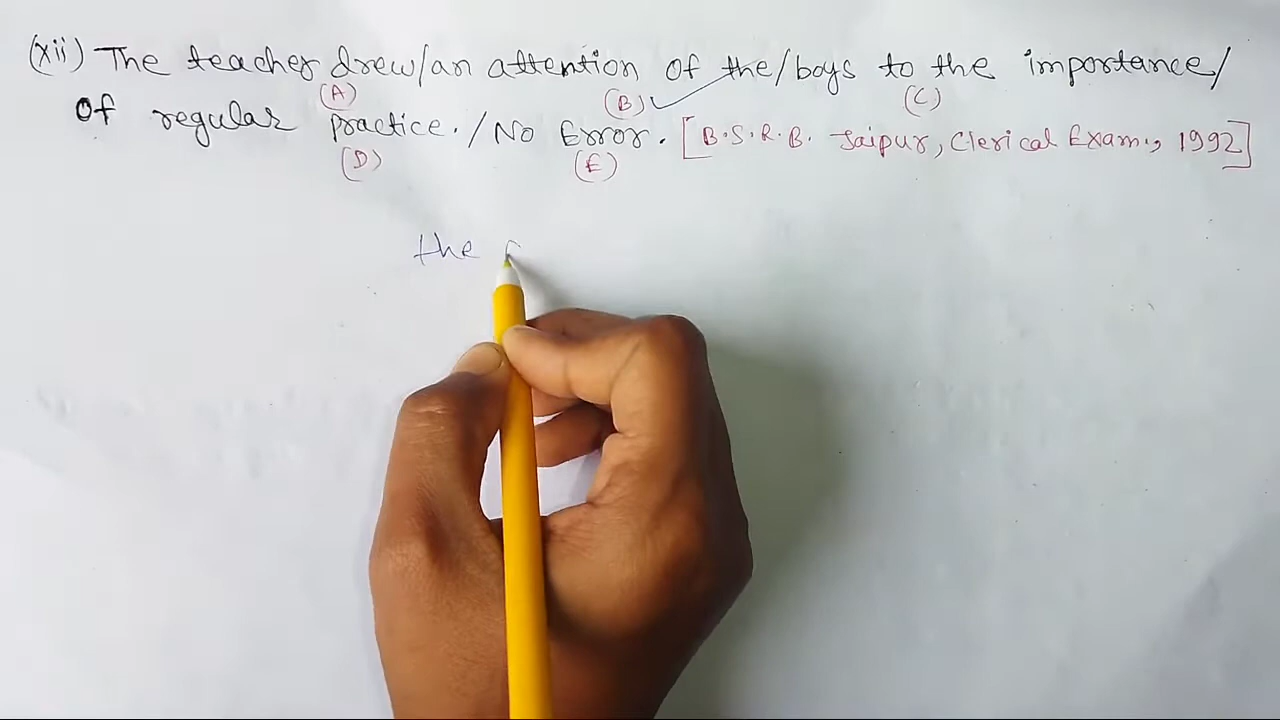 (xii) The teacher drew/an attention of the/boys to the importance/
(A) (B) (C)
of regular practice./No Error. [B.S.R.B. Jaipur, Clerical Exam., 1992]
(D) (E)
the